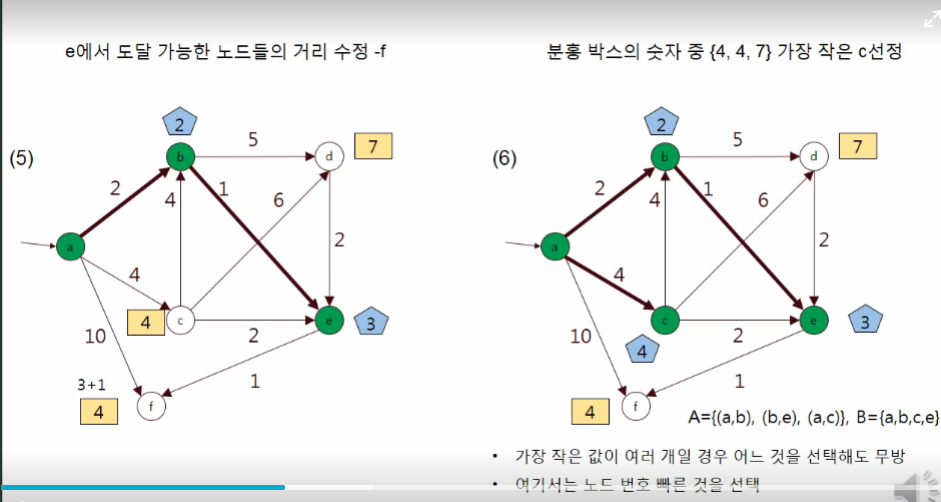 e에서 도달 가능한 노드들의 거리 수정 -f
분홍 박스의 숫자 중 {4, 4, 7} 가장 작은 c선정
(5)
2
b
5
d
7
2
4
1
6
a
2
4
4
c
2
e
3
10
1
3+1
4
f
(6)
2
b
5
d
7
2
4
1
6
a
2
4
c
2
e
3
10
4
1
4
f
A={(a,b), (b,e), (a,c)}, B={a,b,c,e}
• 가장 작은 값이 여러 개일 경우 어느 것을 선택해도 무방
• 여기서는 노드 번호 빠른 것을 선택